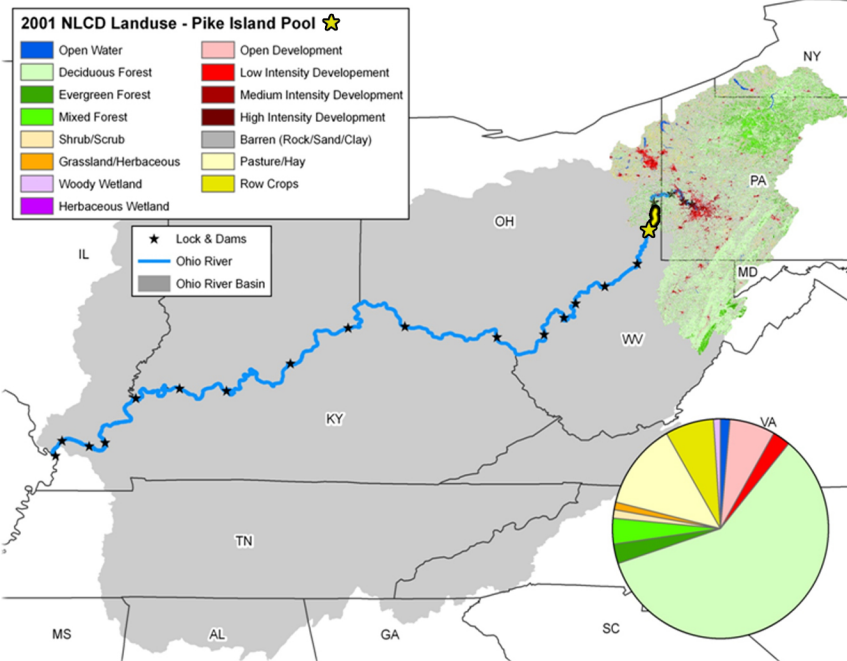 2001 NLCD Landuse - Pike Island Pool
Open Water
Deciduous Forest
Evergreen Forest
Mixed Forest
Shrub/Scrub
Grassland/Herbaceous
Woody Wetland
Herbaceous Wetland
Open Development
Low Intensity Developement
Medium Intensity Development
High Intensity Development
Barren (Rock/Sand/Clay)
Pasture/Hay
Row Crops
Lock & Dams
Ohio River
Ohio River Basin
NY
PA
OH
IL
MD
WV
KY
VA
TN
MS
AL
GA
SC